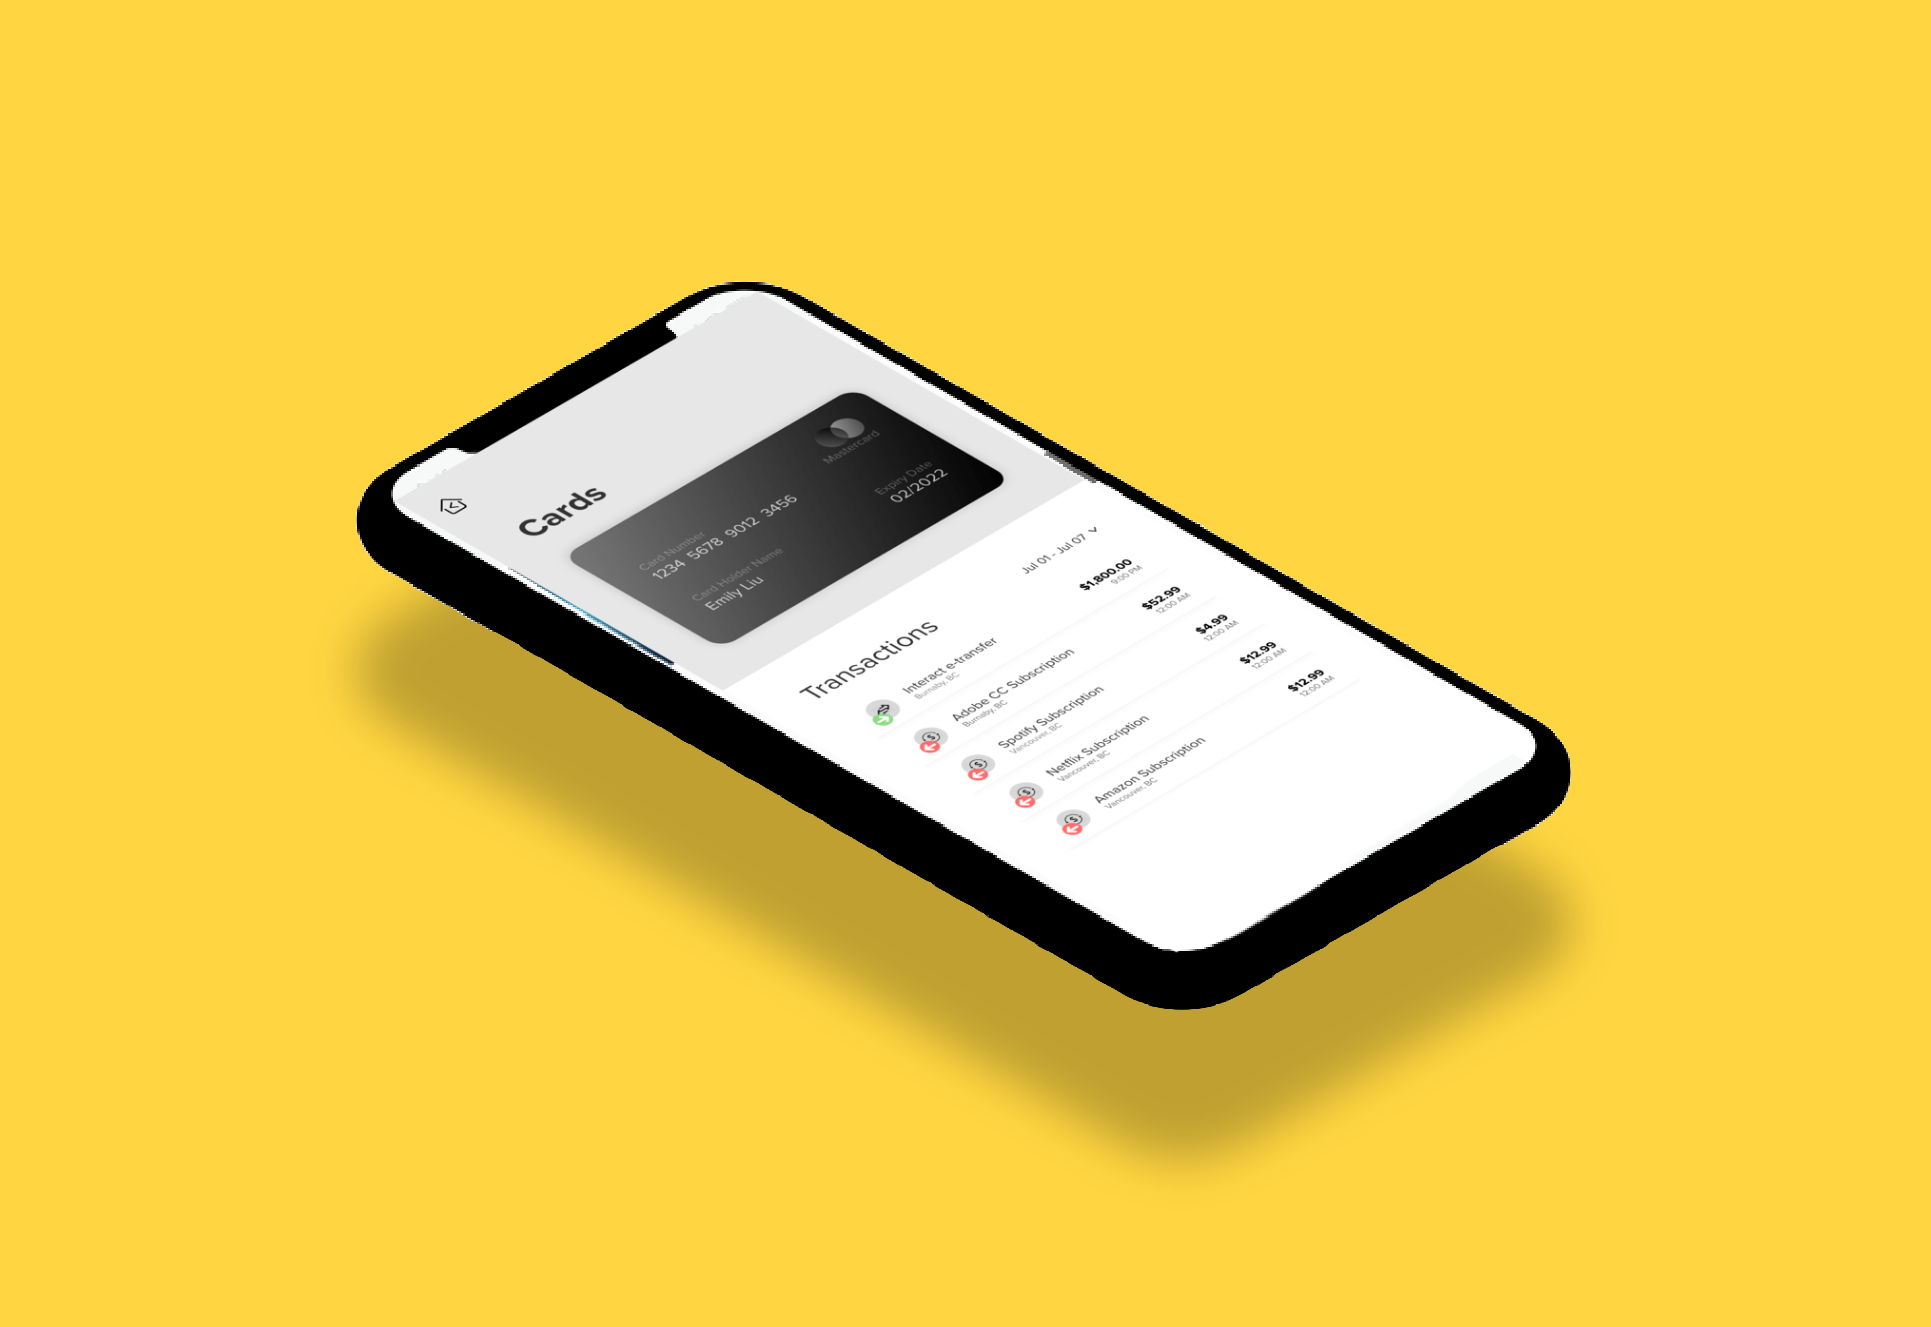 Cards
Mastercard
Card Number
1234 5678 9012 3456
Expiry Date
02/2022
Card Holder Name
Emily Liu
Transactions
Jul 01 - Jul 07
Interact e-transfer
$1,800.00
Burnaby, BC
9:00 PM
Adobe CC Subscription
$52.99
Burnaby, BC
12:00 AM
Spotify Subscription
$4.99
Vancouver, BC
12:00 AM
Netflix Subscription
$12.99
Vancouver, BC
12:00 AM
Amazon Subscription
$12.99
Vancouver, BC
12:00 AM